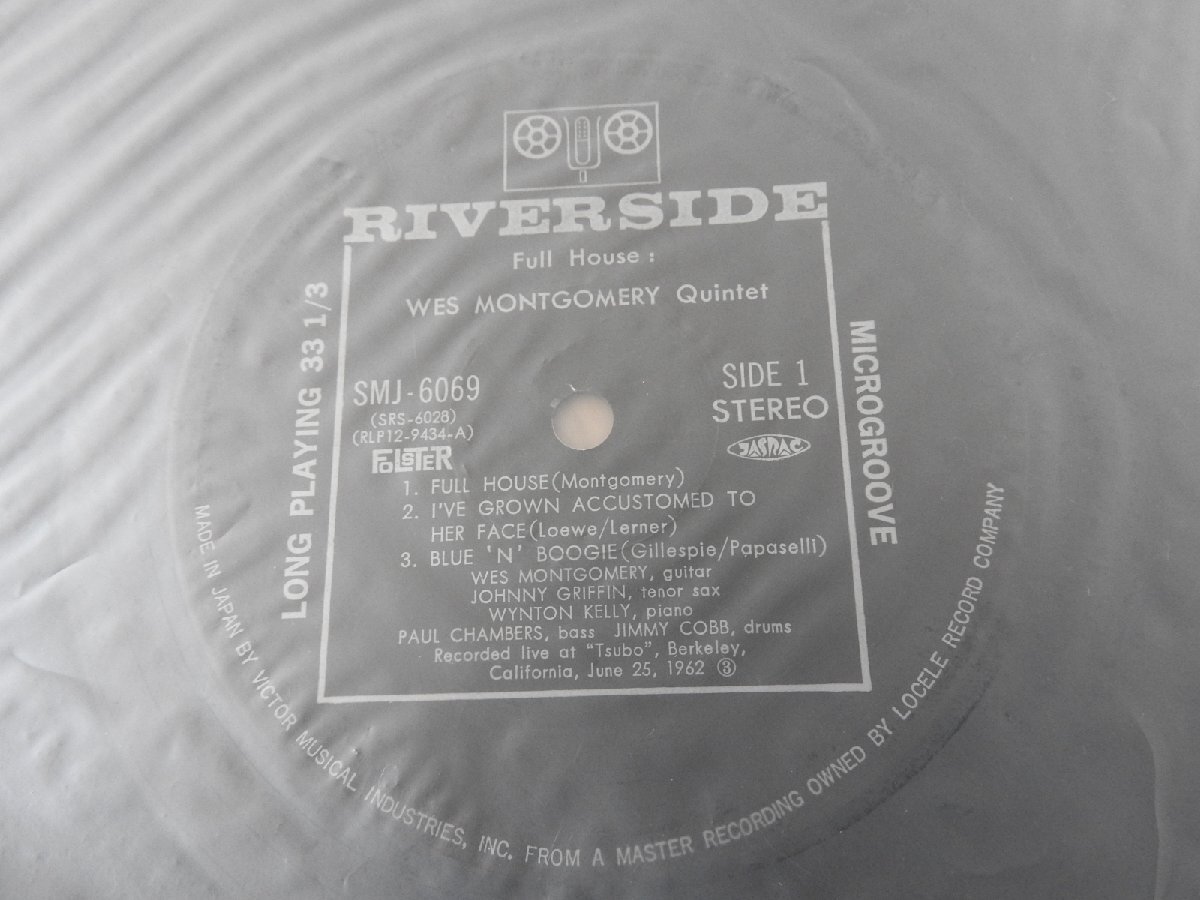 RIVERSIDE
Full House :
WES MONTGOMERY Quintet
LONG PLAYING 33 1/3
MICROGROOVE
SMJ-6069
(SRS-6028)
(RLP12-9434-A)
SIDE 1
STEREO
JASRAC
1. FULL HOUSE(Montgomery)
2. I'VE GROWN ACCUSTOMED TO
HER FACE(Loewe/Lerner)
3. BLUE 'N' BOOGIE(Gillespie/Papaselli)
WES MONTGOMERY, guitar
JOHNNY GRIFFIN, tenor sax
WYNTON KELLY, piano
PAUL CHAMBERS, bass JIMMY COBB, drums
Recorded live at "Tsubo", Berkeley,
California, June 25, 1962 ③
MADE IN JAPAN BY VICTOR MUSICAL INDUSTRIES, INC. FROM A MASTER RECORDING OWNED BY LOCELE RECORD COMPANY